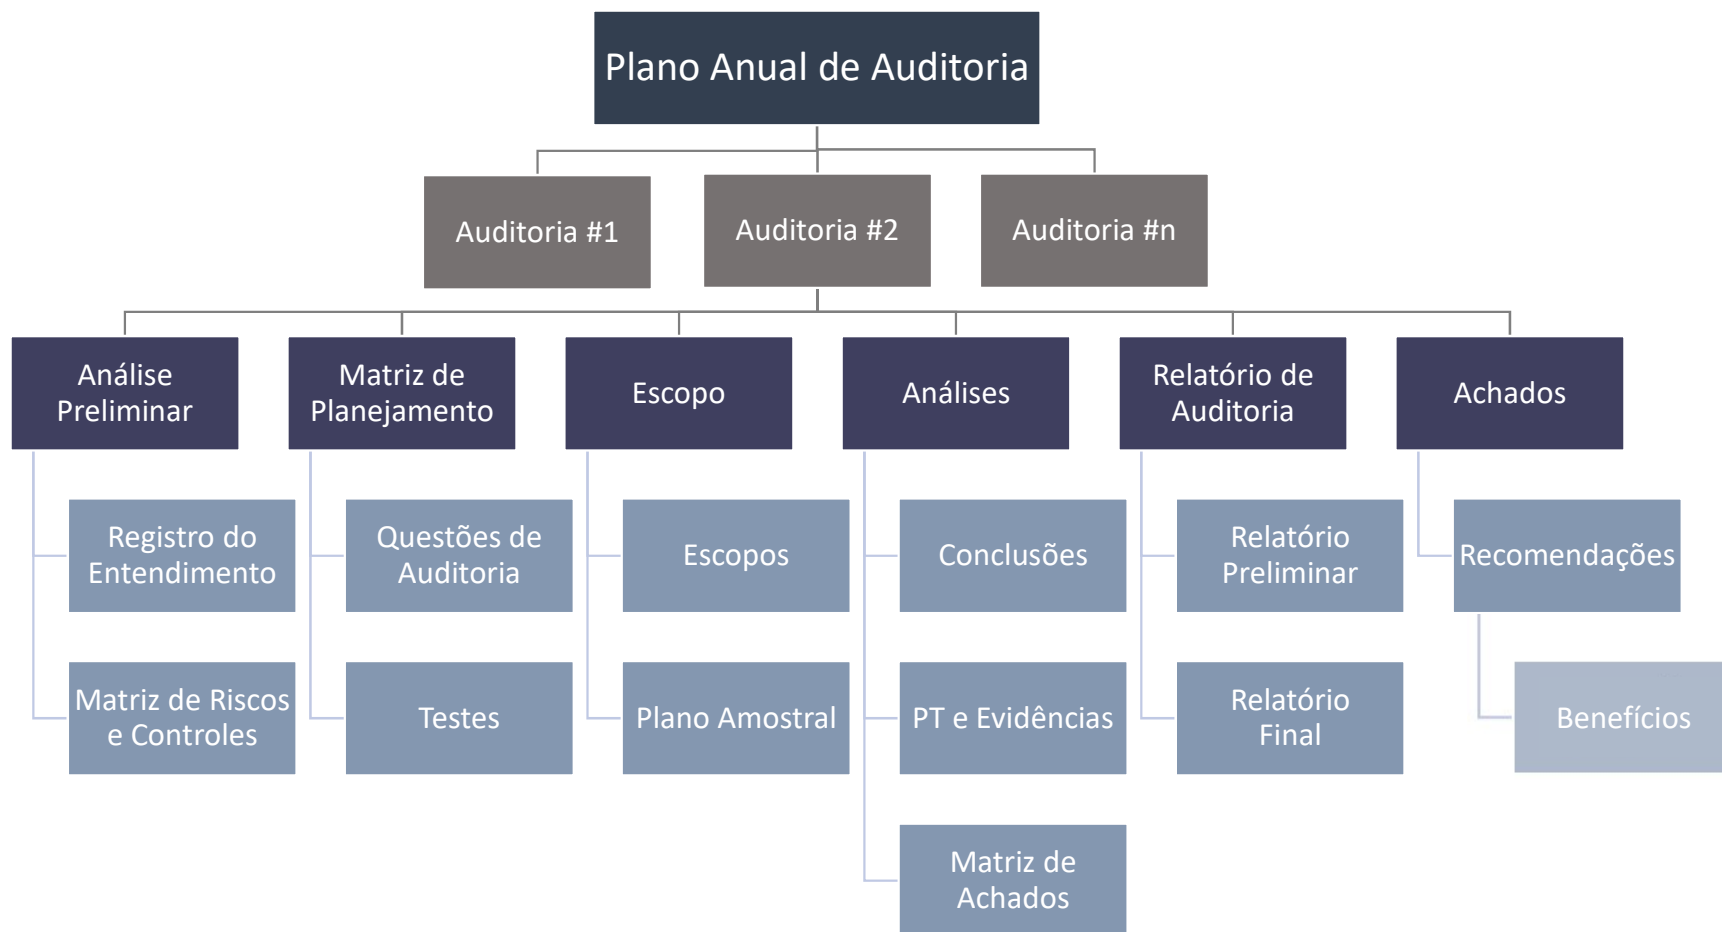 Plano Anual de Auditoria
Auditoria #1
Auditoria #2
Auditoria #n
Análise
Preliminar
Matriz de
Planejamento
Escopo
Análises
Relatório de
Auditoria
Achados
Registro do
Entendimento
Questões de
Auditoria
Escopos
Conclusões
Relatório
Preliminar
Recomendações
Matriz de Riscos
e Controles
Testes
Plano Amostral
PT e Evidências
Relatório
Final
Benefícios
Matriz de
Achados